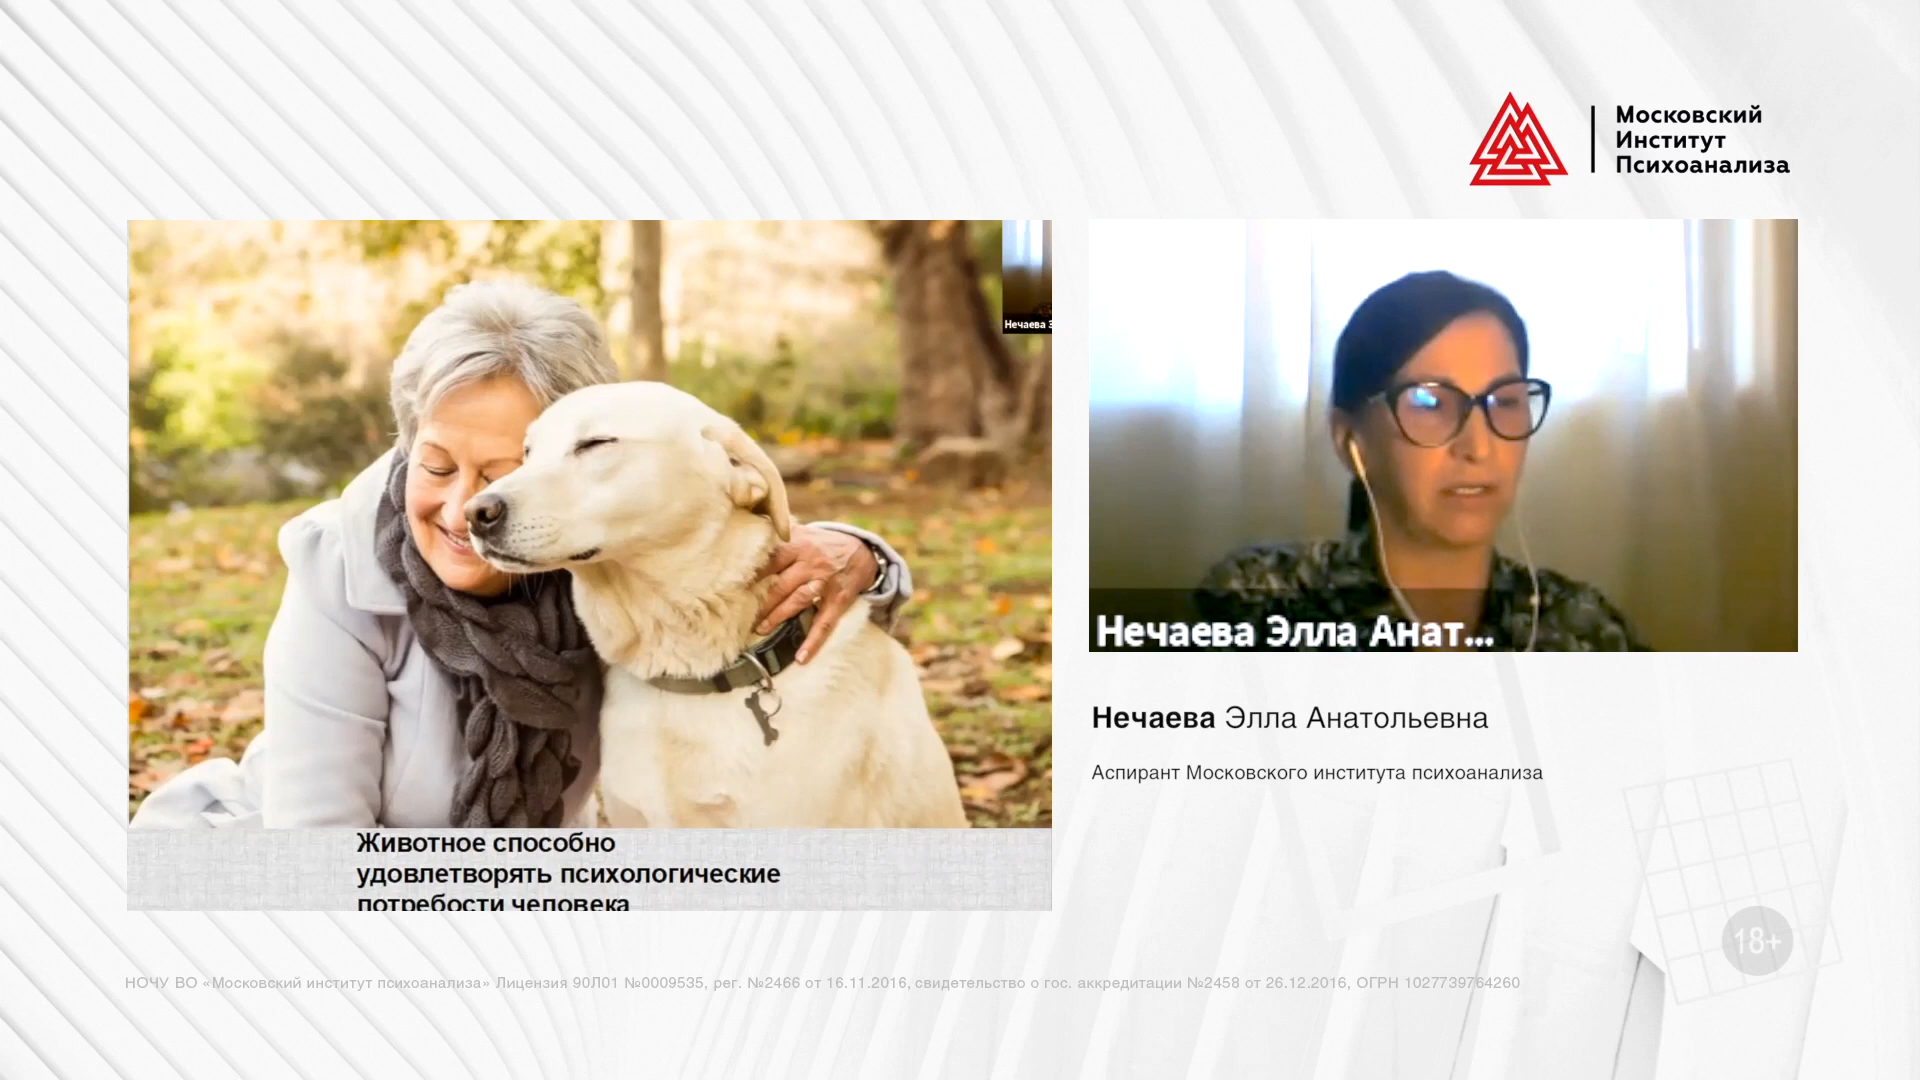 Московский
Институт
Психоанализа
Нечаева З
Нечаева Элла Анат...
Нечаева Элла Анатольевна
Аспирант Московского института психоанализа
Животное способно
удовлетворять психологические
потребости человека
18+
НОЧУ ВО «Московский институт психоанализа» Лицензия 90Л01 №0009535, рег. №2466 от 16.11.2016, свидетельство о гос. аккредитации №2458 от 26.12.2016, ОГРН 1027739764260